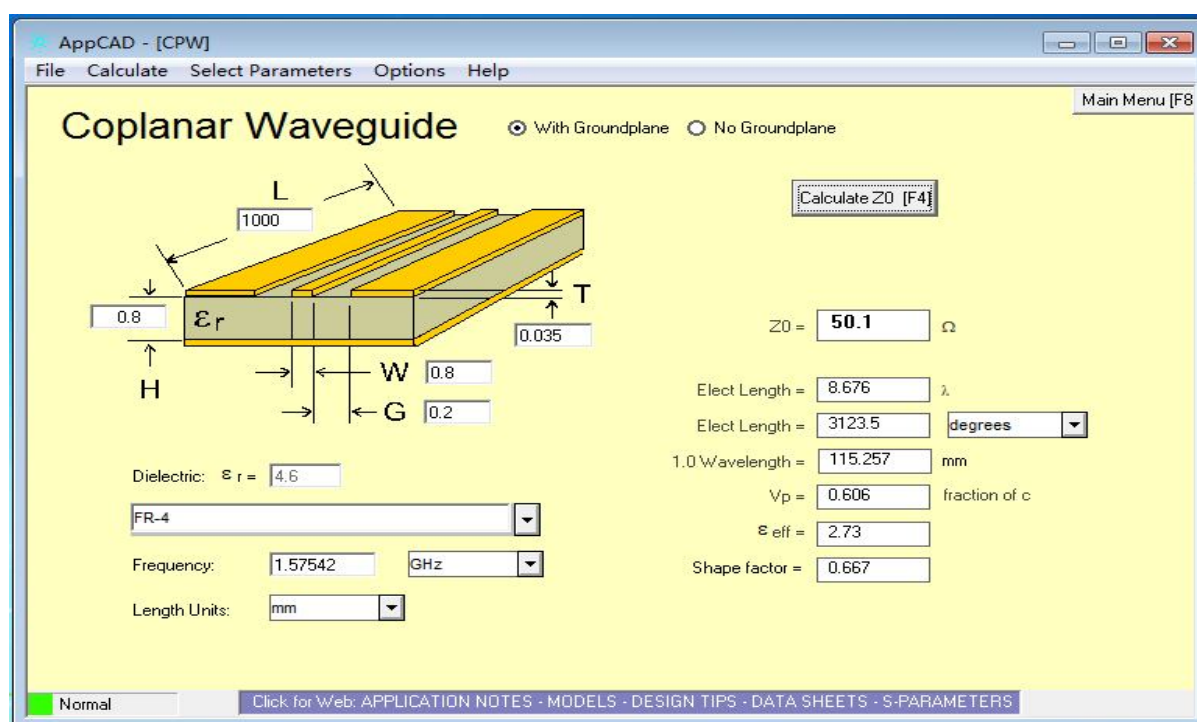 AppCAD - [CPW]
File Calculate Select Parameters Options Help
Main Menu [F8
Coplanar Waveguide
With Groundplane No Groundplane
Calculate Z0 [F4]
L
1000
0.8
εr
T
0.035
H
W 0.8
G 0.2
Z0 = 50.1 Ω
Elect Length = 8.676 λ
Elect Length = 3123.5 degrees
1.0 Wavelength = 115.257 mm
Vp = 0.606 fraction of c
ε eff = 2.73
Shape factor = 0.667
Dielectric: ε r = 4.6
FR-4
Frequency: 1.57542 GHz
Length Units: mm
Normal
Click for Web: APPLICATION NOTES - MODELS - DESIGN TIPS - DATA SHEETS - S-PARAMETERS